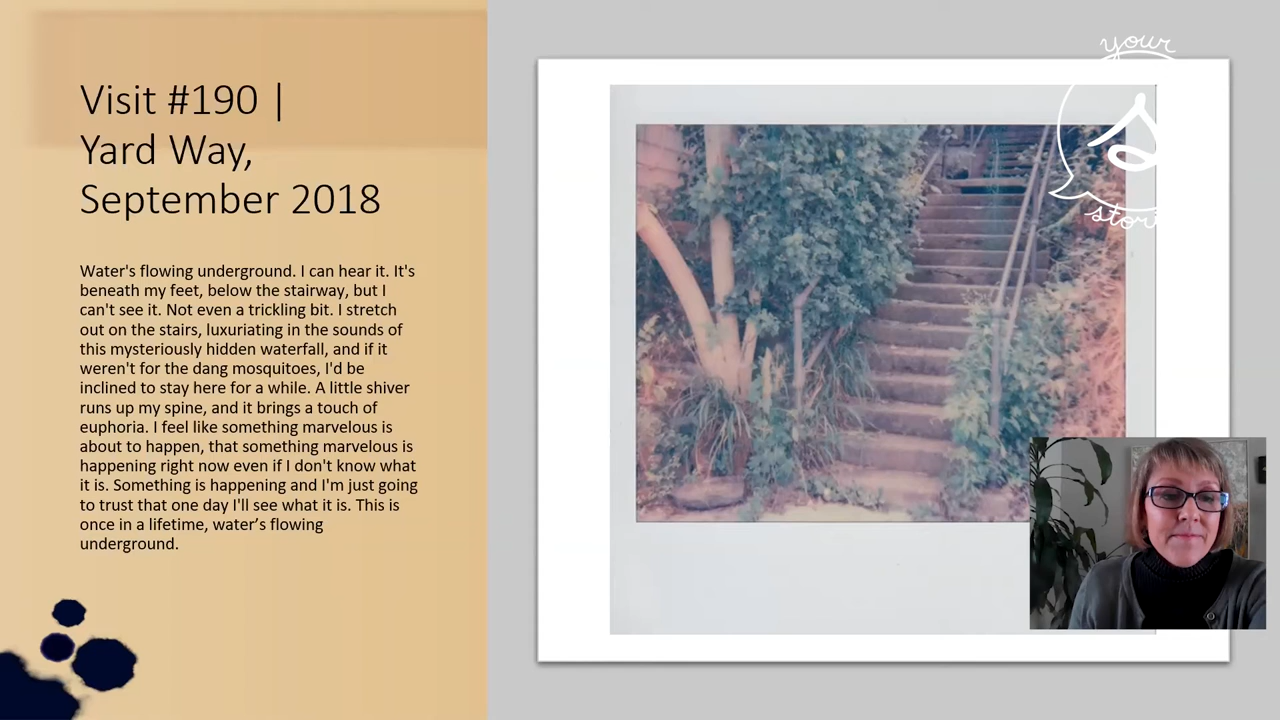 Visit #190 |
Yard Way,
September 2018
Water's flowing underground. I can hear it. It's
beneath my feet, below the stairway, but I
can't see it. Not even a trickling bit. I stretch
out on the stairs, luxuriating in the sounds of
this mysteriously hidden waterfall, and if it
weren't for the dang mosquitoes, I'd be
inclined to stay here for a while. A little shiver
runs up my spine, and it brings a touch of
euphoria. I feel like something marvelous is
about to happen, that something marvelous is
happening right now even if I don't know what
it is. Something is happening and I'm just going
to trust that one day I'll see what it is. This is
once in a lifetime, water’s flowing
underground.
your